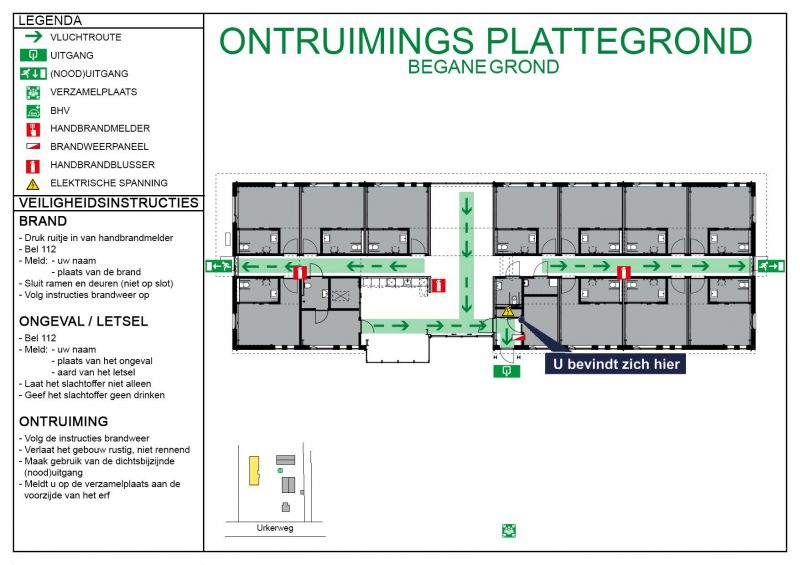 LEGENDA
VLUCHTROUTE
UITGANG
(NOOD)UITGANG
VERZAMELPLAATS
BHV
HANDBRANDMELDER
BRANDWEERPANEEL
HANDBRANDBLUSSER
ELEKTRISCHE SPANNING
VEILIGHEIDSINSTRUCTIES
BRAND
- Druk ruitje in van handbrandmelder
- Bel 112
- Meld: - uw naam
- plaats van de brand
- Sluit ramen en deuren (niet op slot)
- Volg instructies brandweer op
ONGEVAL / LETSEL
- Bel 112
- Meld: - uw naam
- plaats van het ongeval
- aard van het letsel
- Laat het slachtoffer niet alleen
- Geef het slachtoffer geen drinken
ONTRUIMING
- Volg de instructies brandweer
- Verlaat het gebouw rustig, niet rennend
- Maak gebruik van de dichtsbijzijnde
(nood)uitgang
- Meldt u op de verzamelplaats aan de
voorzijde van het erf
ONTRUIMINGS PLATTEGROND
BEGANE GROND
U bevindt zich hier
H H
Urkerweg